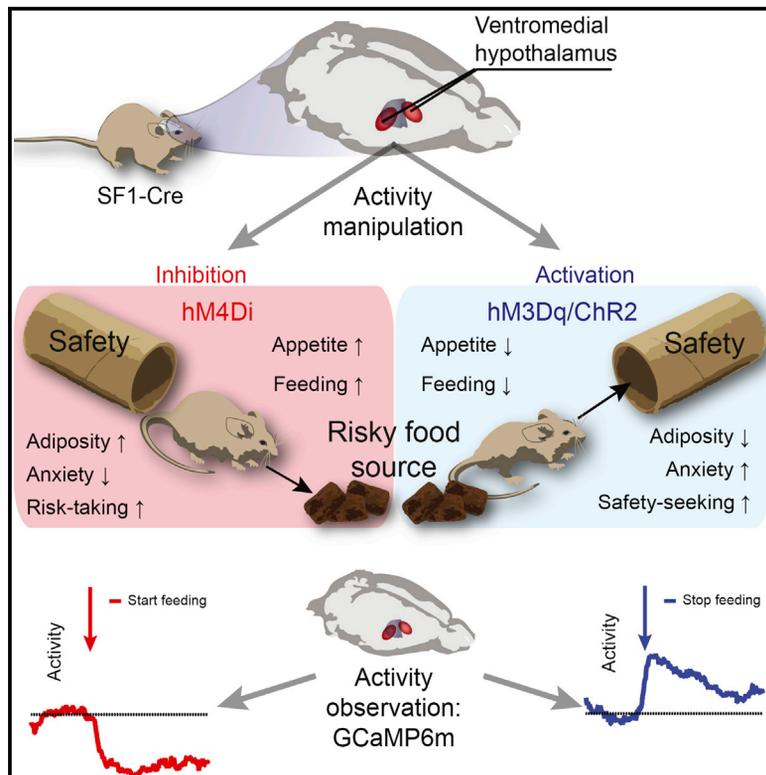 Ventromedial
hypothalamus
SF1-Cre
Activity
manipulation
Inhibition
hM4Di
Safety
Appetite ↑
Feeding ↑
Adiposity ↑
Anxiety ↓
Risk-taking ↑
Risky food
source
Activation
hM3Dq/ChR2
Appetite ↓
Feeding ↓
Safety
Adiposity ↓
Anxiety ↑
Safety-seeking ↑
Activity
Start feeding
Activity
observation:
GCaMP6m
Activity
Stop feeding